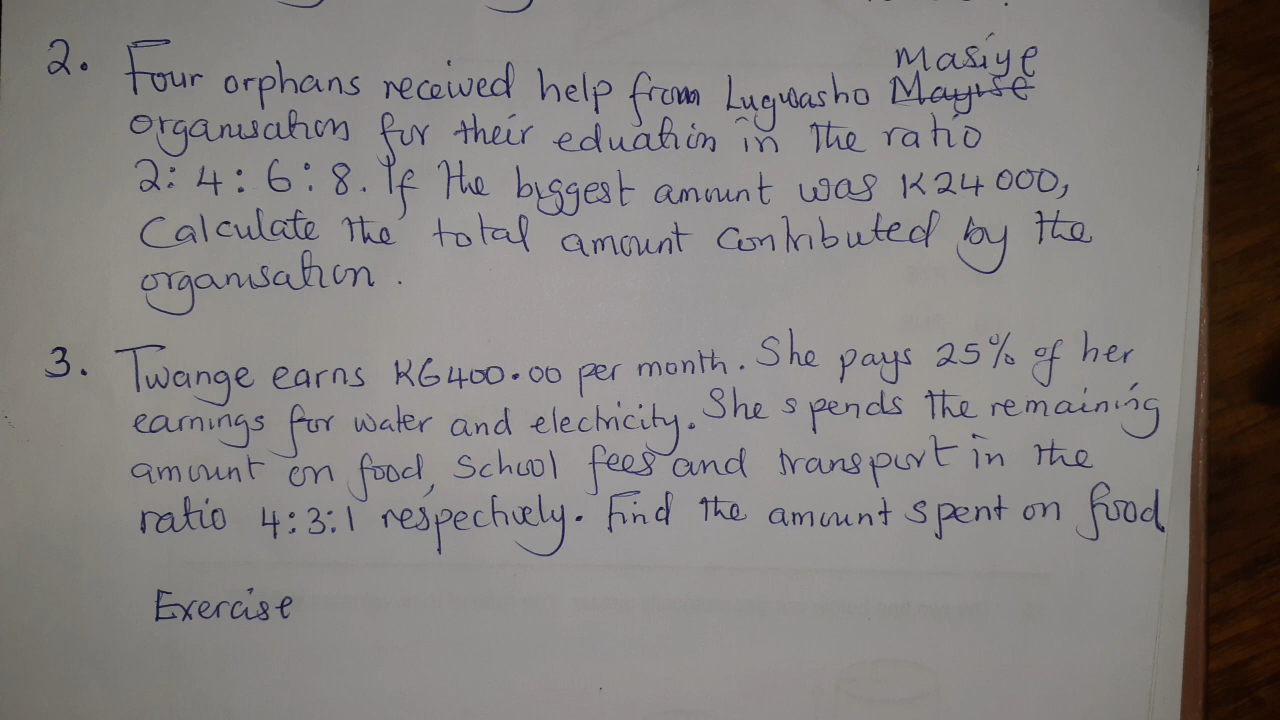 2. Four orphans received help from Lugwasho Masiye
organisation for their eduation in the ratio
2: 4: 6: 8. If the biggest amount was K24 000,
Calculate the total amount contributed by the
organisation.
3. Twange earns K6400.00 per month. She pays 25% of her
earnings for water and electricity. She spends the remaining
amount on food, School fees and transport in the
ratio 4:3:1 respectively. Find the amount spent on food
Exercise